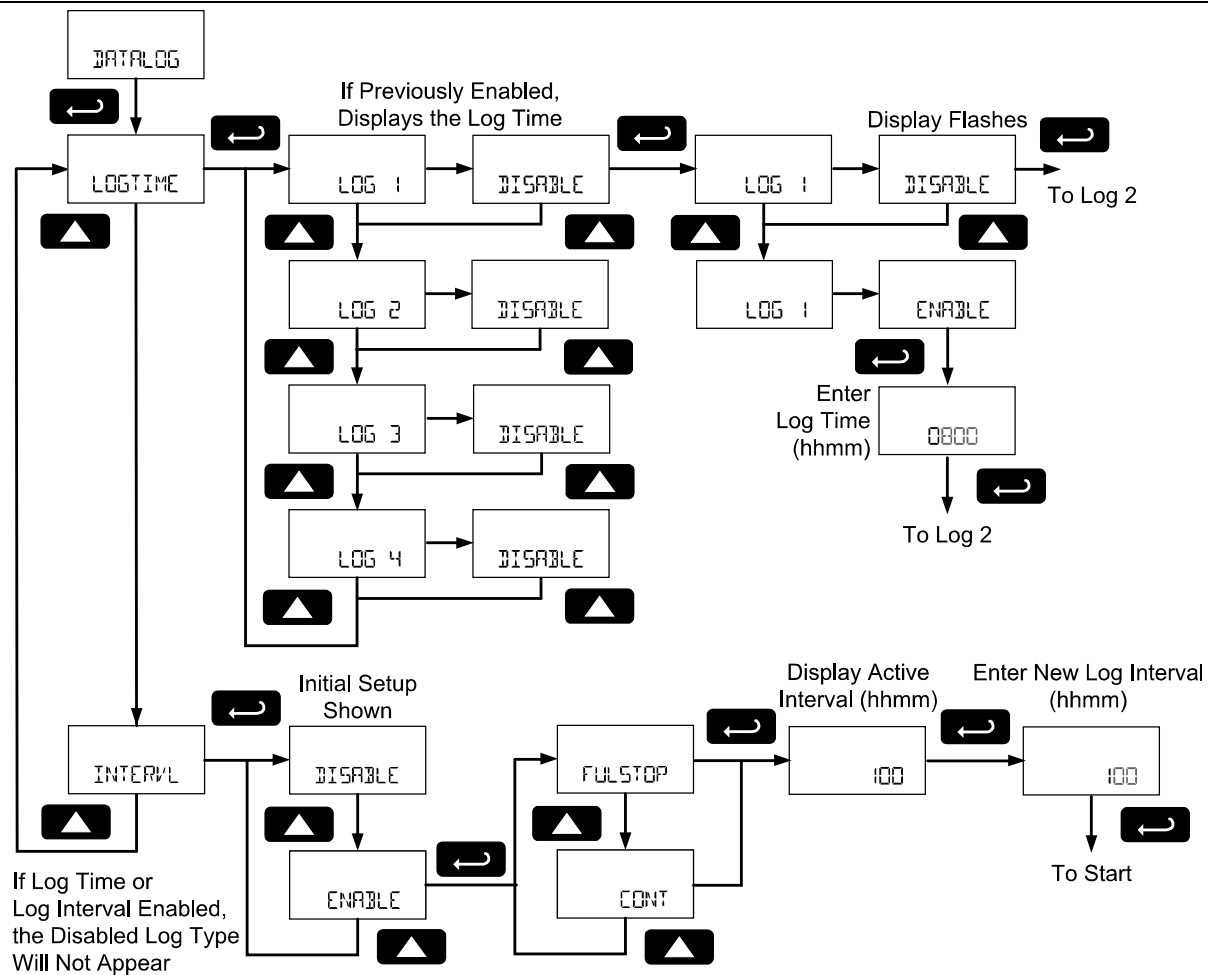 DATALOG
If Previously Enabled,
Displays the Log Time
Display Flashes
LOGTIME
LOG 1
DISABLE
LOG 1
DISABLE
To Log 2
LOG 2
DISABLE
LOG 1
ENABLE
LOG 3
DISABLE
Enter
Log Time
(hhmm)
0800
LOG 4
DISABLE
To Log 2
Initial Setup
Shown
Display Active
Interval (hhmm)
Enter New Log Interval
(hhmm)
INTERVL
DISABLE
FULSTOP
100
100
ENABLE
CONT
To Start
If Log Time or
Log Interval Enabled,
the Disabled Log Type
Will Not Appear